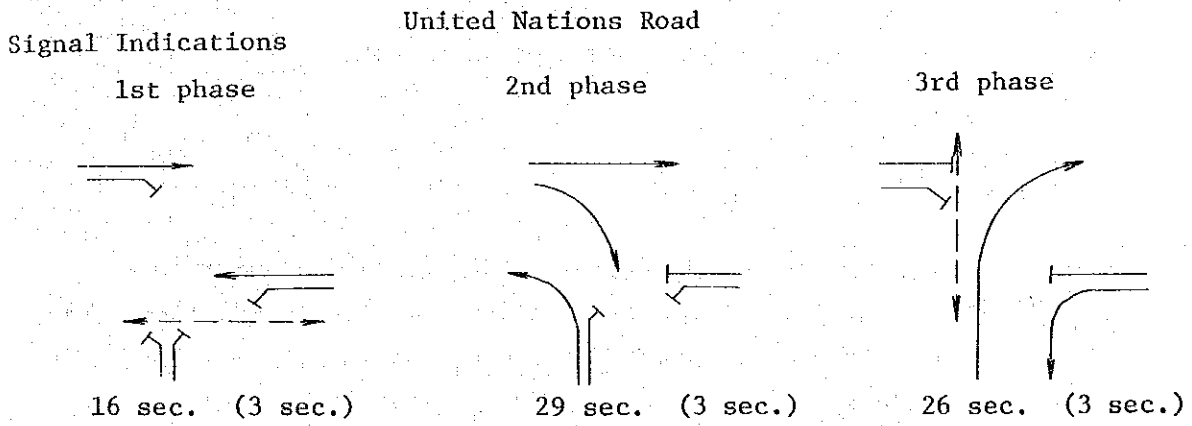 United Nations Road
Signal Indications
1st phase 2nd phase 3rd phase
16 sec. (3 sec.) 29 sec. (3 sec.) 26 sec. (3 sec.)